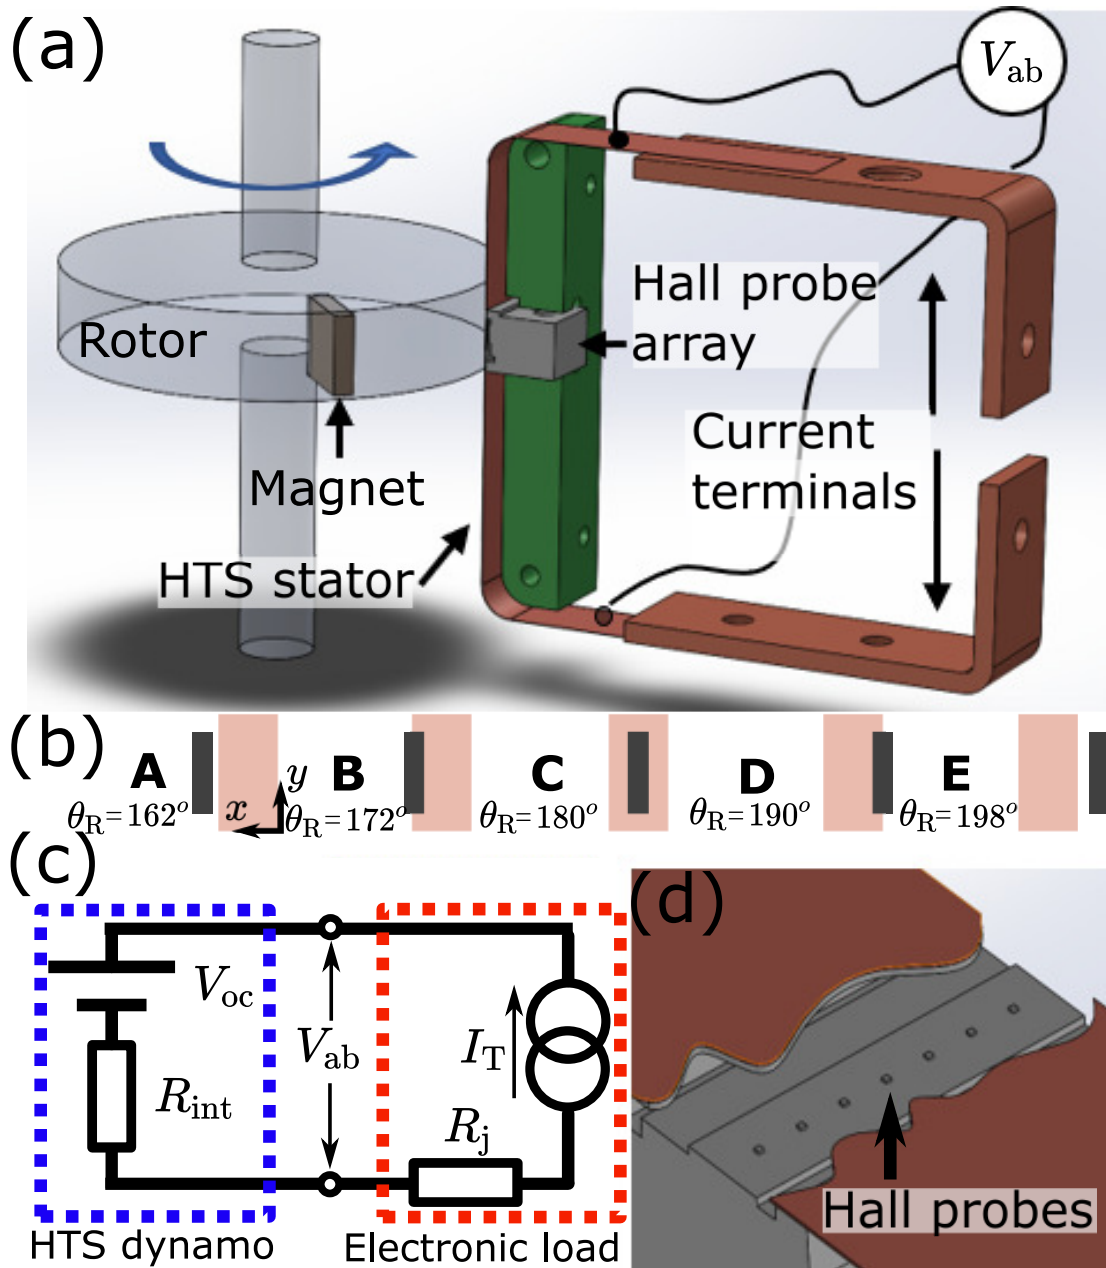 (a)
V_ab
Rotor
Hall probe
array
Magnet
Current
terminals
HTS stator
(b)
A
B
C
D
E
x
y
θ_R=162°
θ_R=172°
θ_R=180°
θ_R=190°
θ_R=198°
(c)
V_oc
V_ab
I_T
R_int
R_j
HTS dynamo
Electronic load
(d)
Hall probes